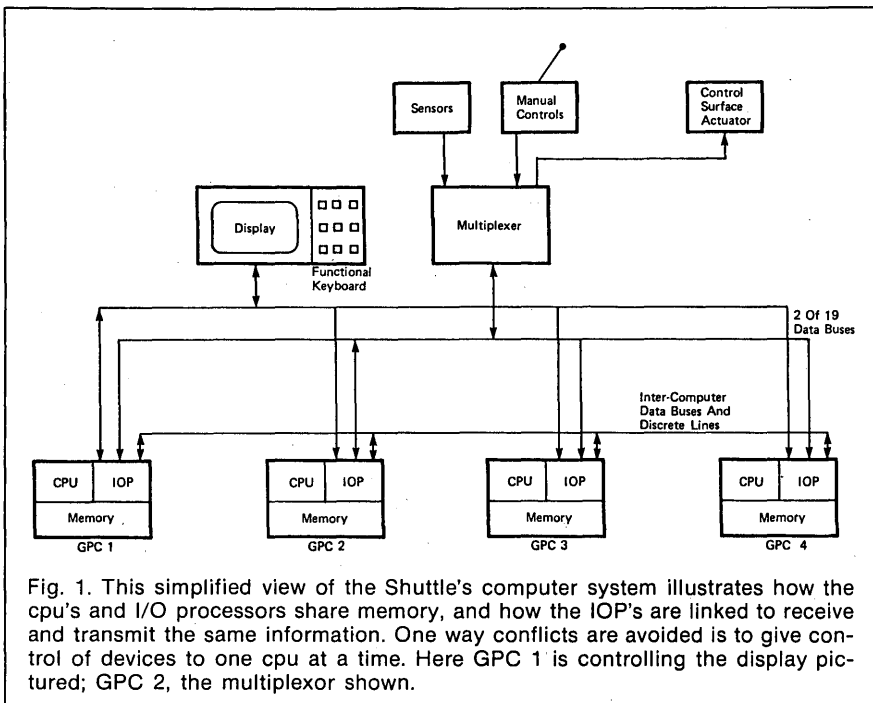 Sensors
Manual
Controls
Control
Surface
Actuator
Display
Functional
Keyboard
Multiplexer
2 Of 19
Data Buses
Inter-Computer
Data Buses And
Discrete Lines
CPU
IOP
Memory
GPC 1
CPU
IOP
Memory
GPC 2
CPU
IOP
Memory
GPC 3
CPU
IOP
Memory
GPC 4
Fig. 1. This simplified view of the Shuttle's computer system illustrates how the
cpu's and I/O processors share memory, and how the IOP's are linked to receive
and transmit the same information. One way conflicts are avoided is to give con-
trol of devices to one cpu at a time. Here GPC 1 is controlling the display pic-
tured; GPC 2, the multiplexor shown.